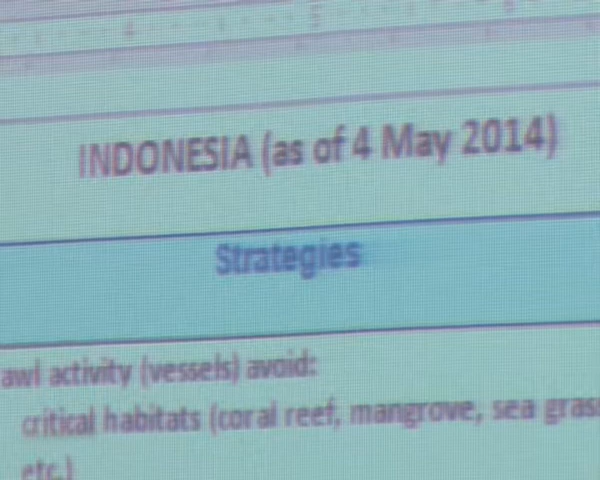 INDONESIA (as of 4 May 2014)
Strategies
awl activity (vessels) avoid:
critical habitats (coral reef, mangrove, sea gras
etc.)